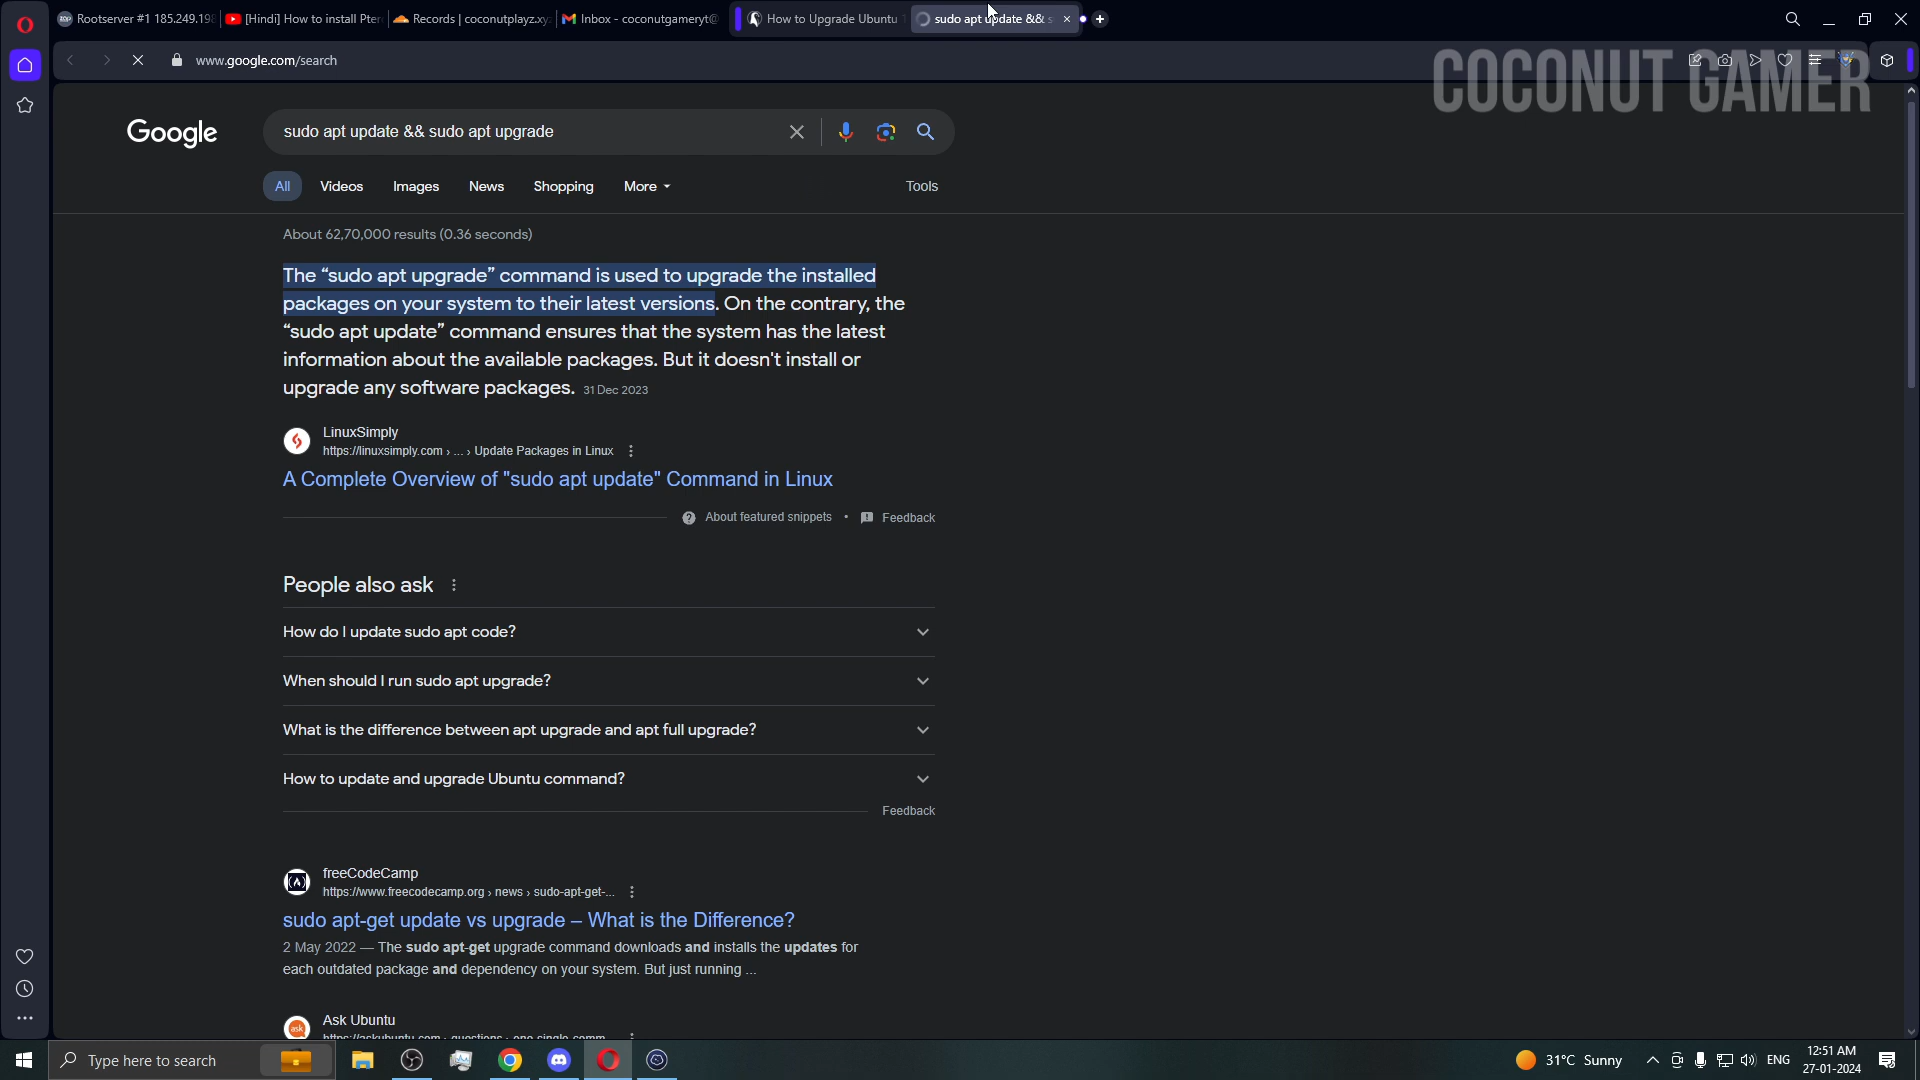 Rootserver #1 185.249.198
[Hindi] How to install Pter
Records | coconutplayz.xyz
Inbox - coconutgameryt@
How to Upgrade Ubuntu
sudo apt update && s
www.google.com/search
COCONUT GAMER
Google
sudo apt update && sudo apt upgrade
All
Videos
Images
News
Shopping
More
Tools
About 62,70,000 results (0.36 seconds)
The “sudo apt upgrade” command is used to upgrade the installed
packages on your system to their latest versions. On the contrary, the
“sudo apt update” command ensures that the system has the latest
information about the available packages. But it doesn't install or
upgrade any software packages. 31 Dec 2023
LinuxSimply
https://linuxsimply.com › ... › Update Packages in Linux
A Complete Overview of "sudo apt update" Command in Linux
About featured snippets • Feedback
People also ask
How do I update sudo apt code?
When should I run sudo apt upgrade?
What is the difference between apt upgrade and apt full upgrade?
How to update and upgrade Ubuntu command?
Feedback
freeCodeCamp
https://www.freecodecamp.org › news › sudo-apt-get-...
sudo apt-get update vs upgrade – What is the Difference?
2 May 2022 — The sudo apt-get upgrade command downloads and installs the updates for
each outdated package and dependency on your system. But just running ...
ask
Ask Ubuntu
https://askubuntu.com › questions › one-single-comm...
Type here to search
31°C Sunny
ENG
12:51 AM
27-01-2024